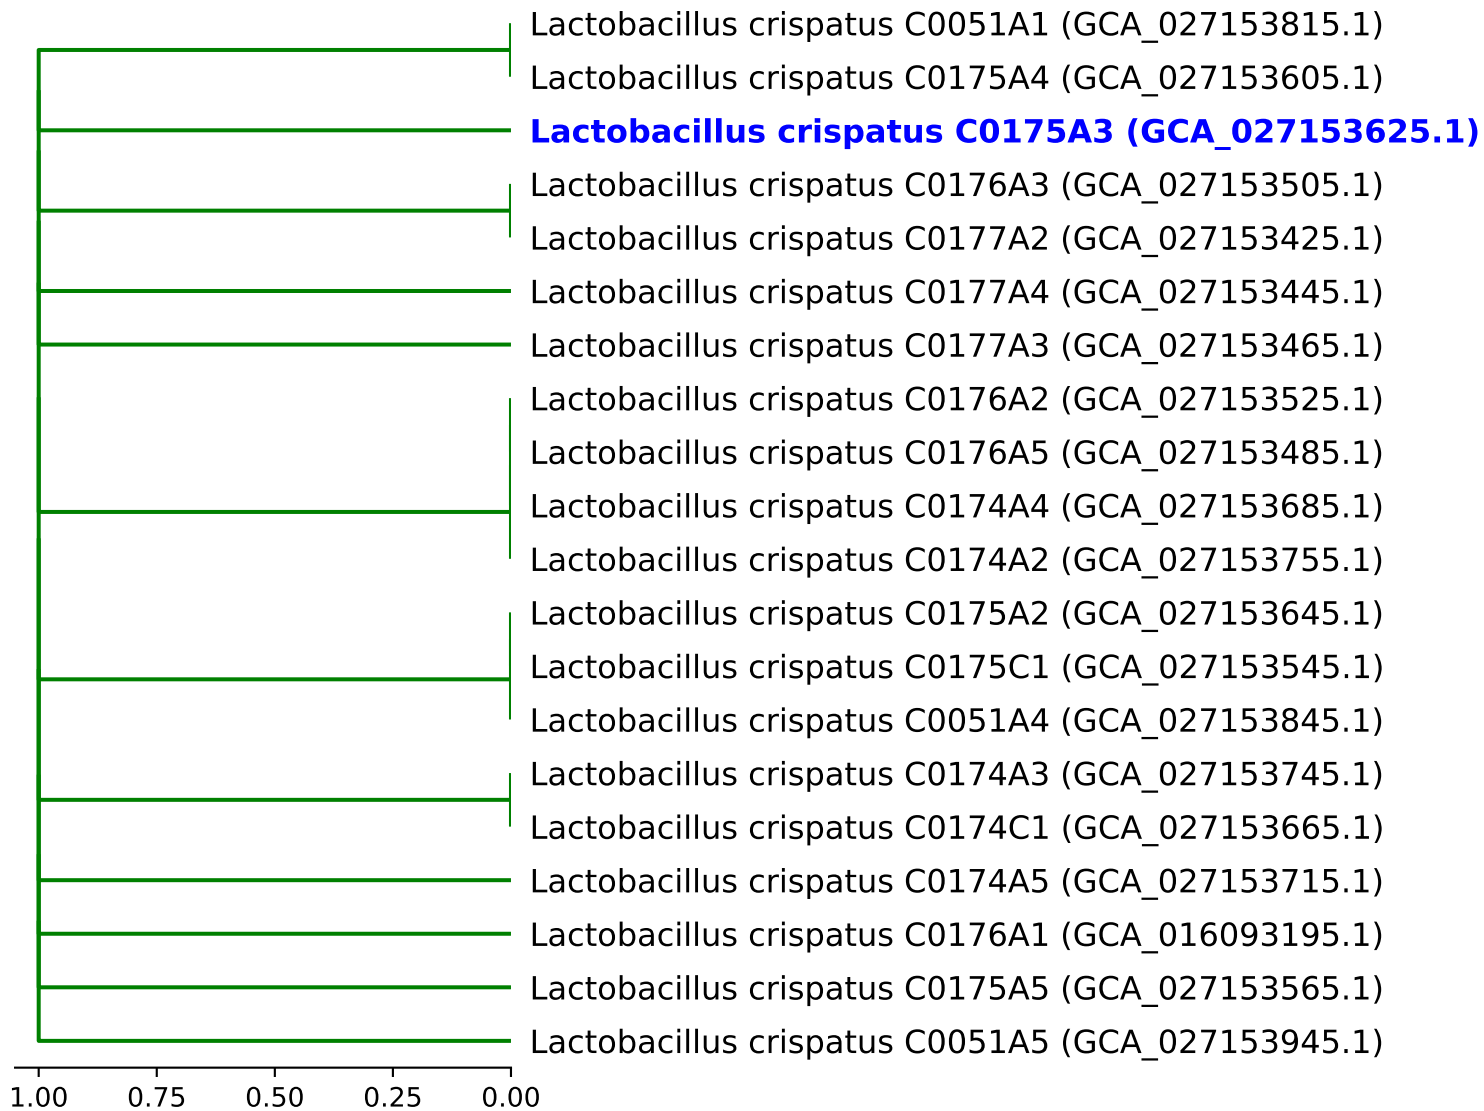 Lactobacillus crispatus C0051A1 (GCA_027153815.1)
Lactobacillus crispatus C0175A4 (GCA_027153605.1)
Lactobacillus crispatus C0175A3 (GCA_027153625.1)
Lactobacillus crispatus C0176A3 (GCA_027153505.1)
Lactobacillus crispatus C0177A2 (GCA_027153425.1)
Lactobacillus crispatus C0177A4 (GCA_027153445.1)
Lactobacillus crispatus C0177A3 (GCA_027153465.1)
Lactobacillus crispatus C0176A2 (GCA_027153525.1)
Lactobacillus crispatus C0176A5 (GCA_027153485.1)
Lactobacillus crispatus C0174A4 (GCA_027153685.1)
Lactobacillus crispatus C0174A2 (GCA_027153755.1)
Lactobacillus crispatus C0175A2 (GCA_027153645.1)
Lactobacillus crispatus C0175C1 (GCA_027153545.1)
Lactobacillus crispatus C0051A4 (GCA_027153845.1)
Lactobacillus crispatus C0174A3 (GCA_027153745.1)
Lactobacillus crispatus C0174C1 (GCA_027153665.1)
Lactobacillus crispatus C0174A5 (GCA_027153715.1)
Lactobacillus crispatus C0176A1 (GCA_016093195.1)
Lactobacillus crispatus C0175A5 (GCA_027153565.1)
Lactobacillus crispatus C0051A5 (GCA_027153945.1)
1.00 0.75 0.50 0.25 0.00